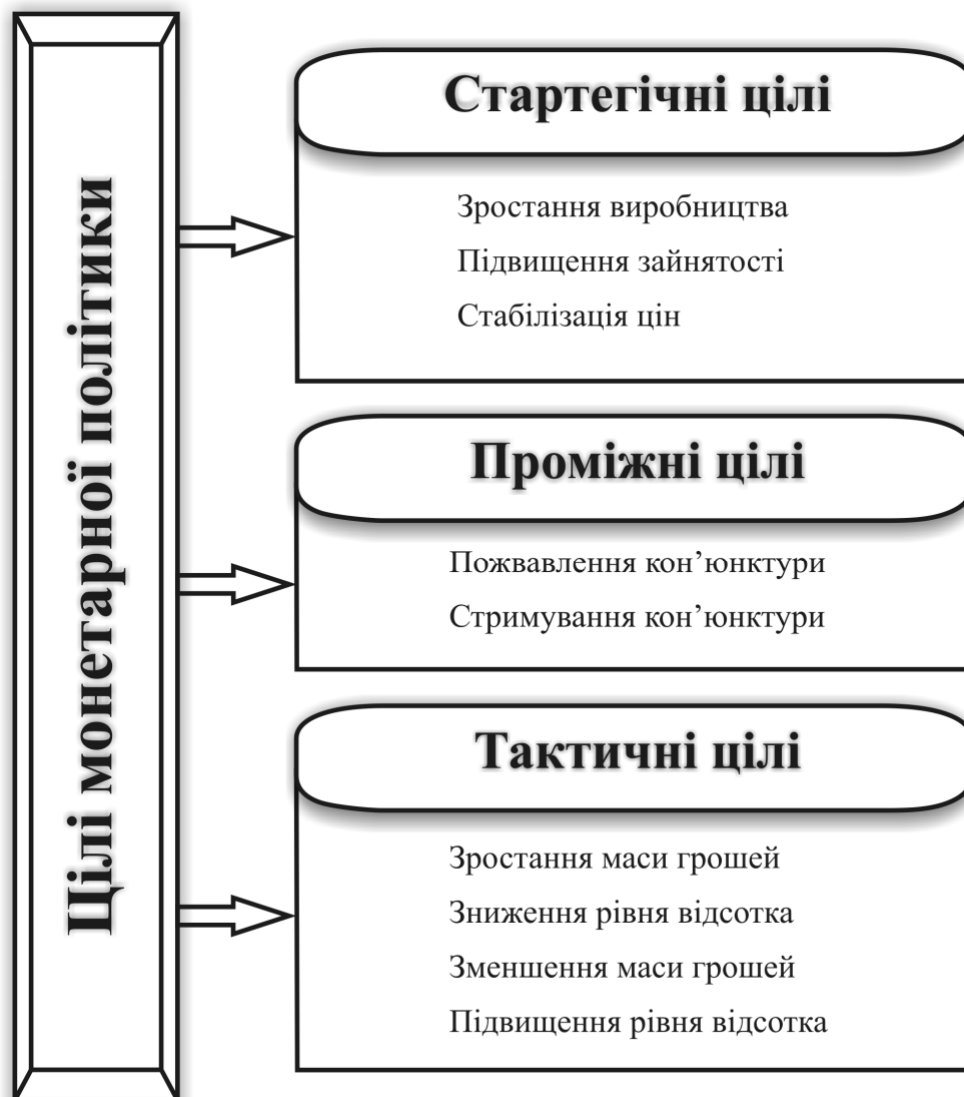 Цілі монетарної політики
Стартегічні цілі
Зростання виробництва
Підвищення зайнятості
Стабілізація цін
Проміжні цілі
Пожвавлення кон’юнктури
Стримування кон’юнктури
Тактичні цілі
Зростання маси грошей
Зниження рівня відсотка
Зменшення маси грошей
Підвищення рівня відсотка